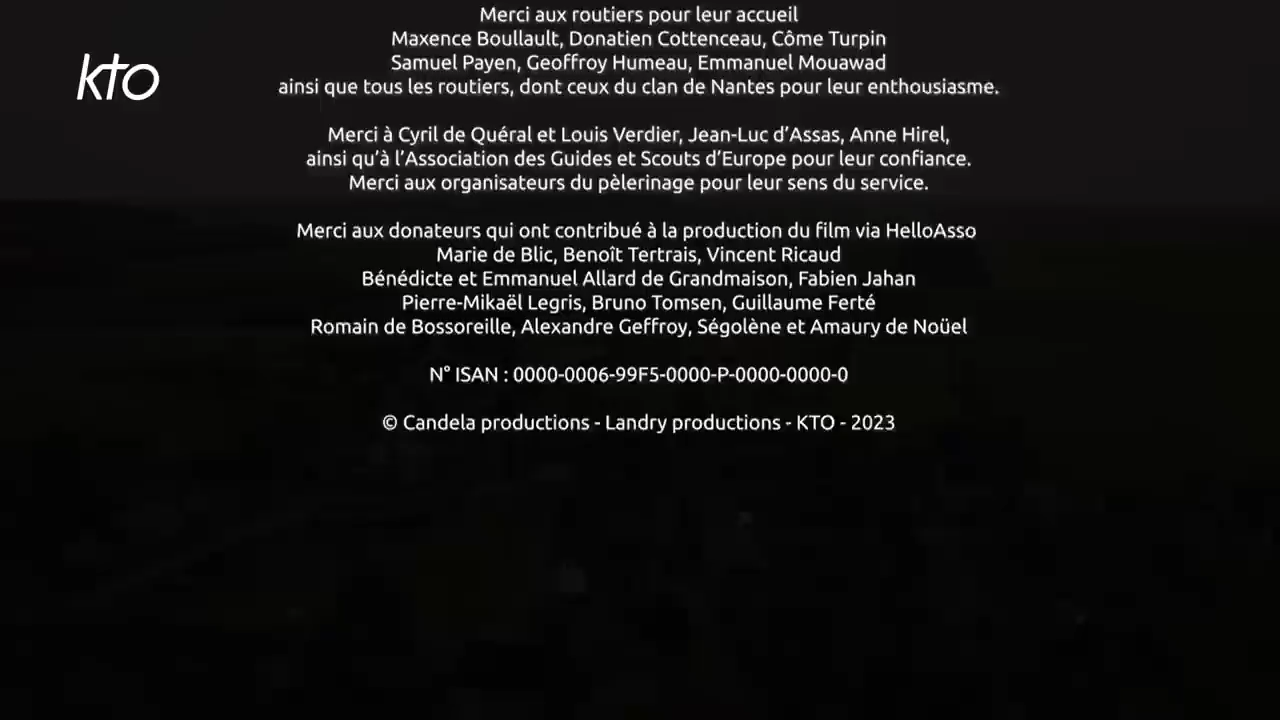 Merci aux routiers pour leur accueil
Maxence Boullault, Donatien Cottenceau, Côme Turpin
Samuel Payen, Geoffroy Humeau, Emmanuel Mouawad
kto
ainsi que tous les routiers, dont ceux du clan de Nantes pour leur enthousiasme.
Merci à Cyril de Quéral et Louis Verdier, Jean-Luc d’Assas, Anne Hirel,
ainsi qu’à l’Association des Guides et Scouts d’Europe pour leur confiance.
Merci aux organisateurs du pèlerinage pour leur sens du service.
Merci aux donateurs qui ont contribué à la production du film via HelloAsso
Marie de Blic, Benoît Tertrais, Vincent Ricaud
Bénédicte et Emmanuel Allard de Grandmaison, Fabien Jahan
Pierre-Mikaël Legris, Bruno Tomsen, Guillaume Ferté
Romain de Bossoreille, Alexandre Geffroy, Ségolène et Amaury de Noüel
N° ISAN : 0000-0006-99F5-0000-P-0000-0000-0
© Candela productions - Landry productions - KTO - 2023